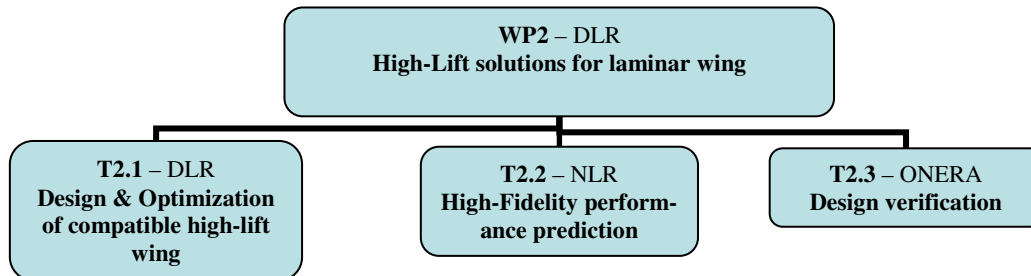 WP2 – DLR
High-Lift solutions for laminar wing
T2.1 – DLR
Design & Optimization
of compatible high-lift
wing
T2.2 – NLR
High-Fidelity perform-
ance prediction
T2.3 – ONERA
Design verification